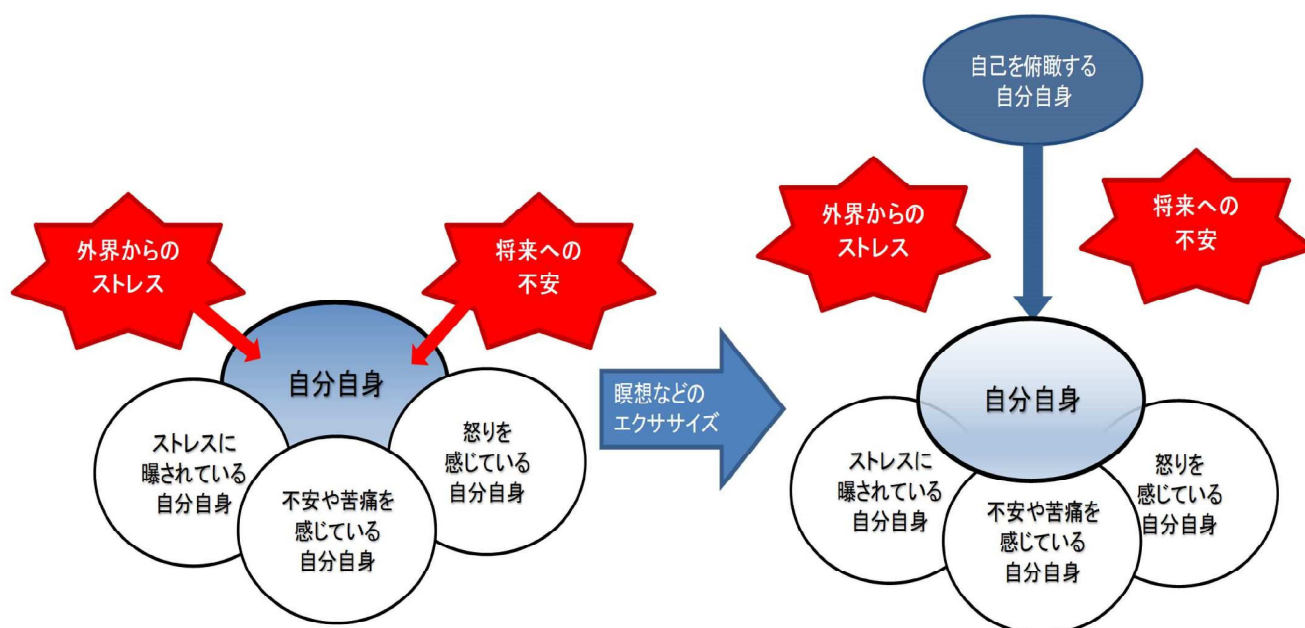 外界からの
ストレス
将来への
不安
自分自身
ストレスに
曝されている
自分自身
不安や苦痛を
感じている
自分自身
怒りを
感じている
自分自身
瞑想などの
エクササイズ
自己を俯瞰する
自分自身
外界からの
ストレス
将来への
不安
自分自身
ストレスに
曝されている
自分自身
不安や苦痛を
感じている
自分自身
怒りを
感じている
自分自身